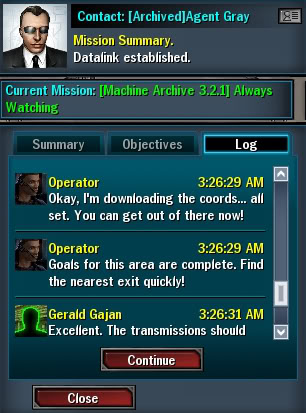 Contact: [Archived]Agent Gray
Mission Summary.
Datalink established.
Current Mission: [Machine Archive 3.2.1] Always
Watching
Summary
Objectives
Log
Operator 3:26:29 AM
Okay, I'm downloading the coords... all
set. You can get out of there now!
Operator 3:26:29 AM
Goals for this area are complete. Find
the nearest exit quickly!
Gerald Gajan 3:26:31 AM
Excellent. The transmissions should
Continue
Close